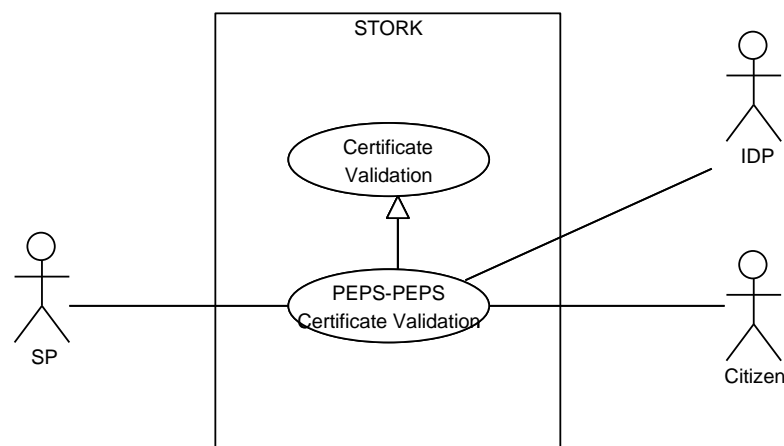 STORK
Certificate
Validation
IDP
PEPS-PEPS
Certificate Validation
SP
Citizen